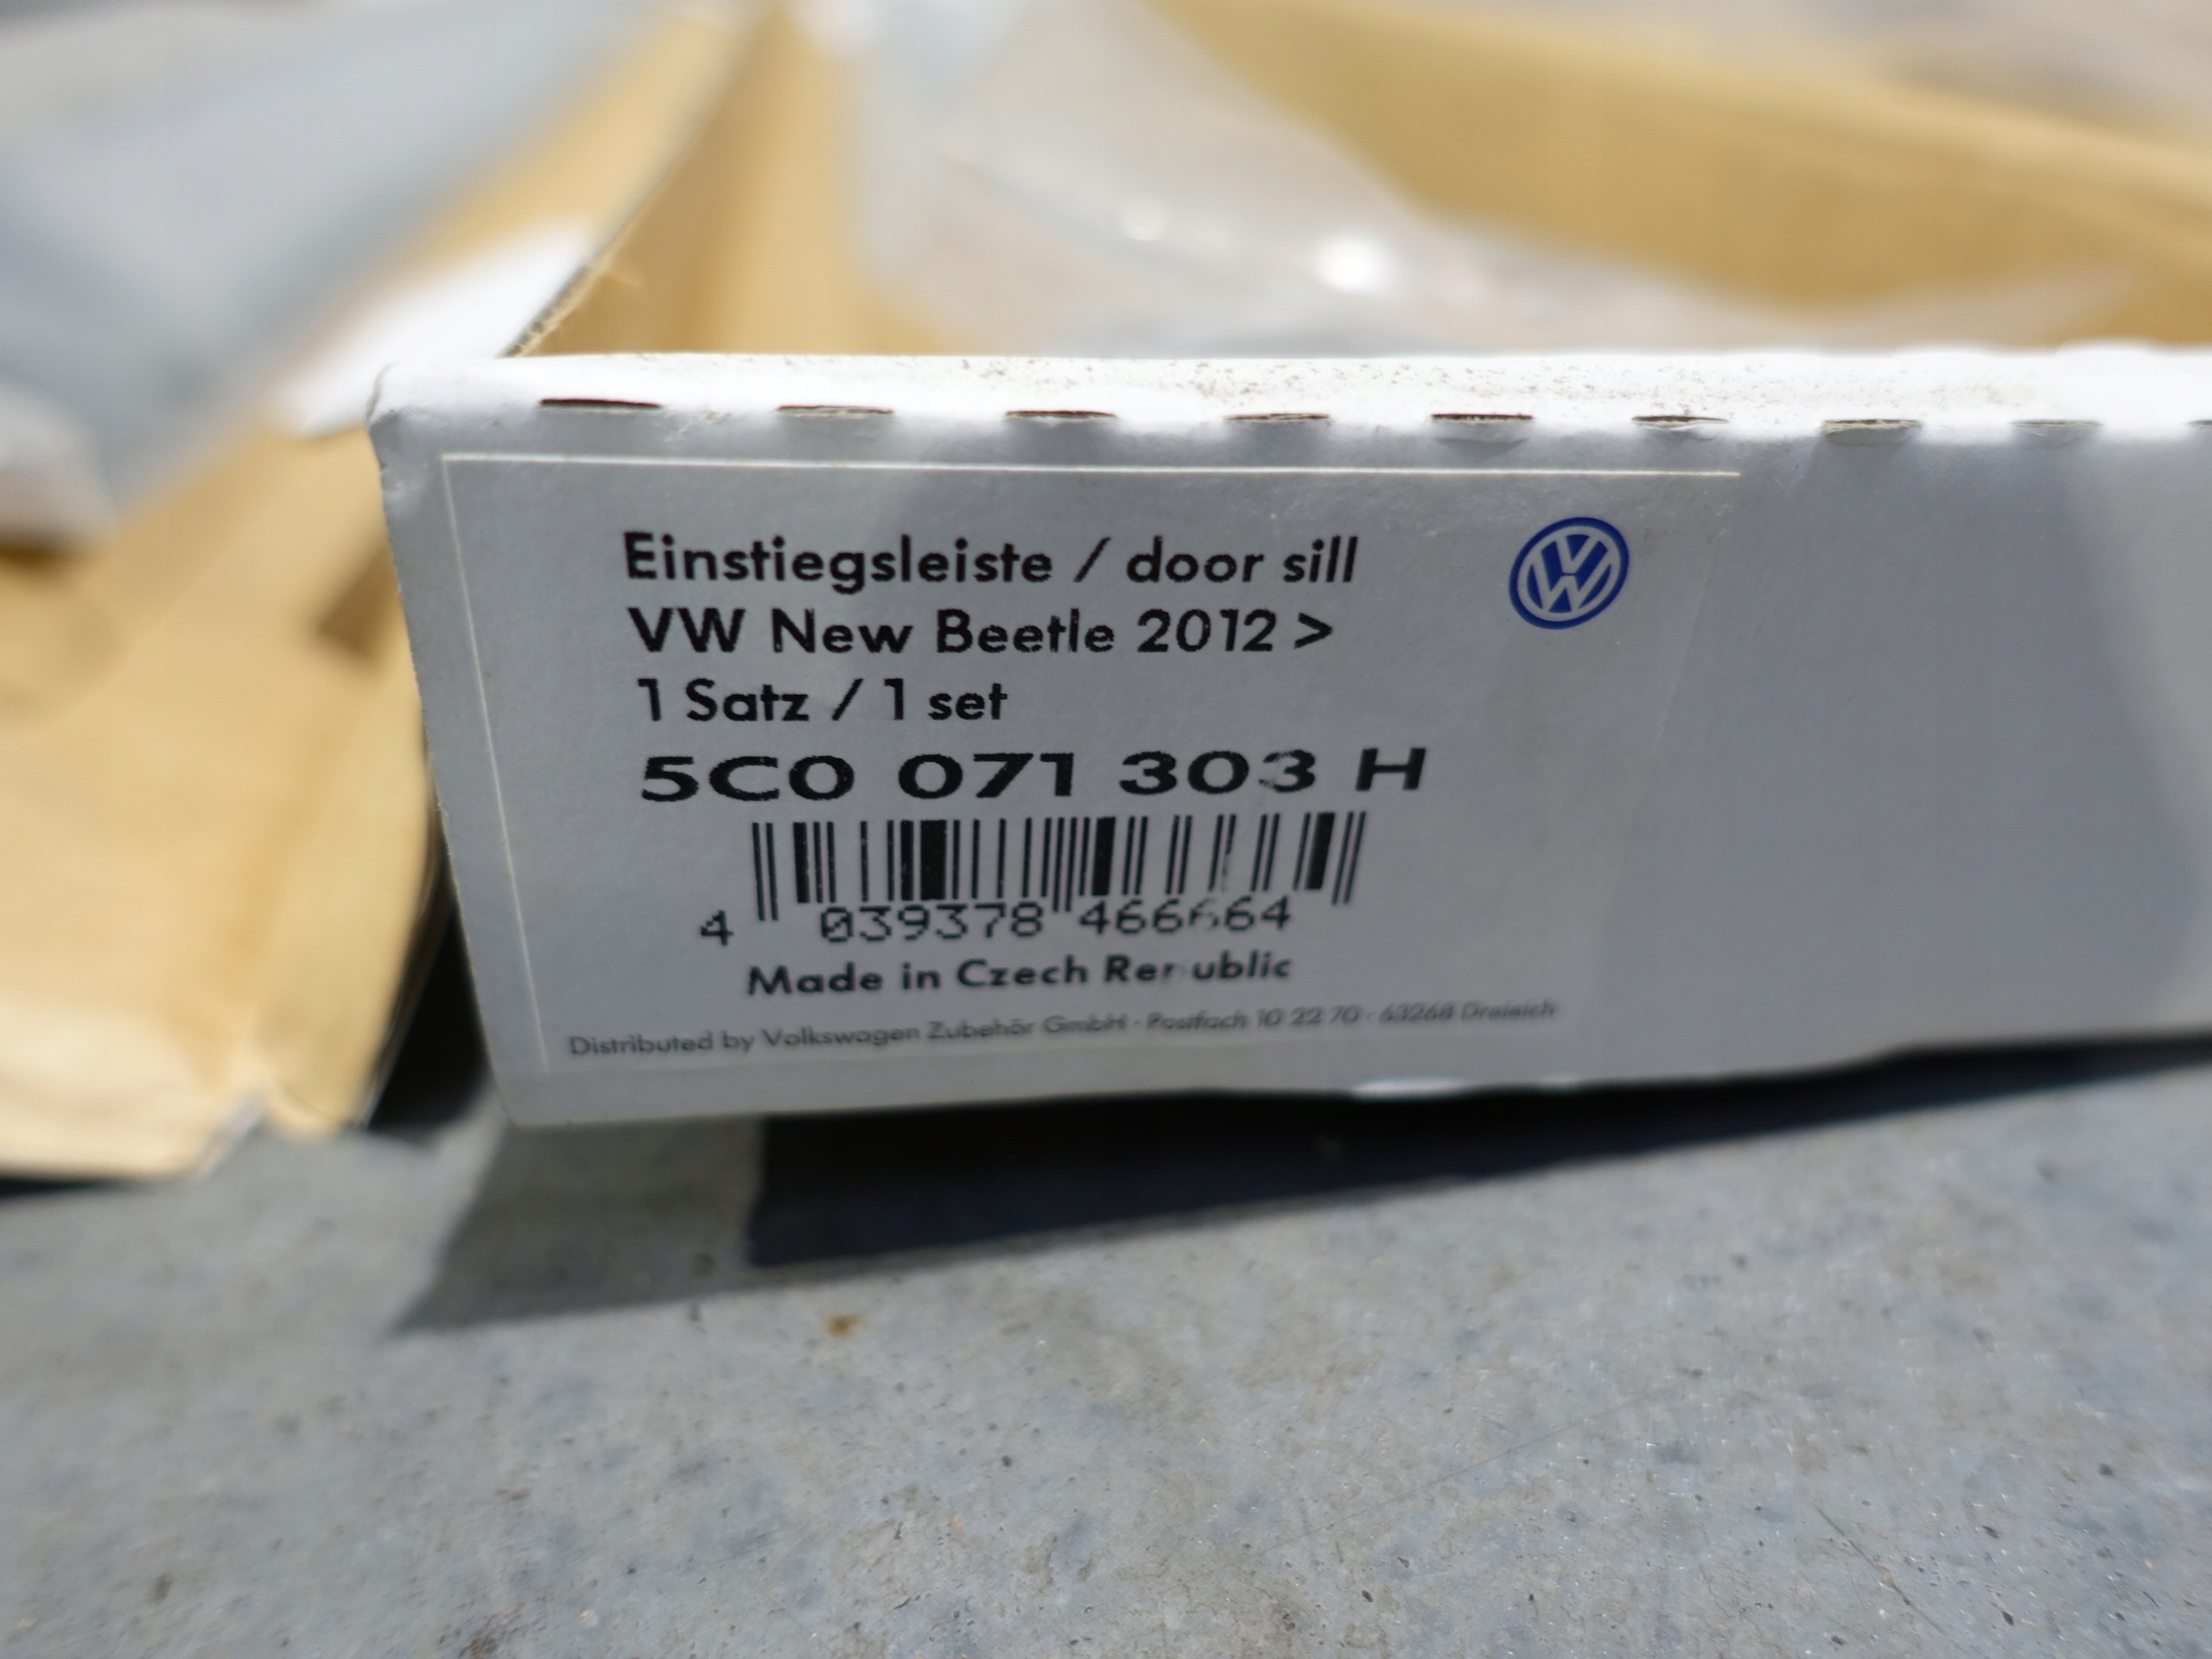 Einstiegsleiste / door sill
VW New Beetle 2012 >
1 Satz / 1 set
5C0 071 303 H
4 039378 466664
Made in Czech Republic
Distributed by Volkswagen Zubehör GmbH · Postfach 10 22 70 · 63268 Dreieich